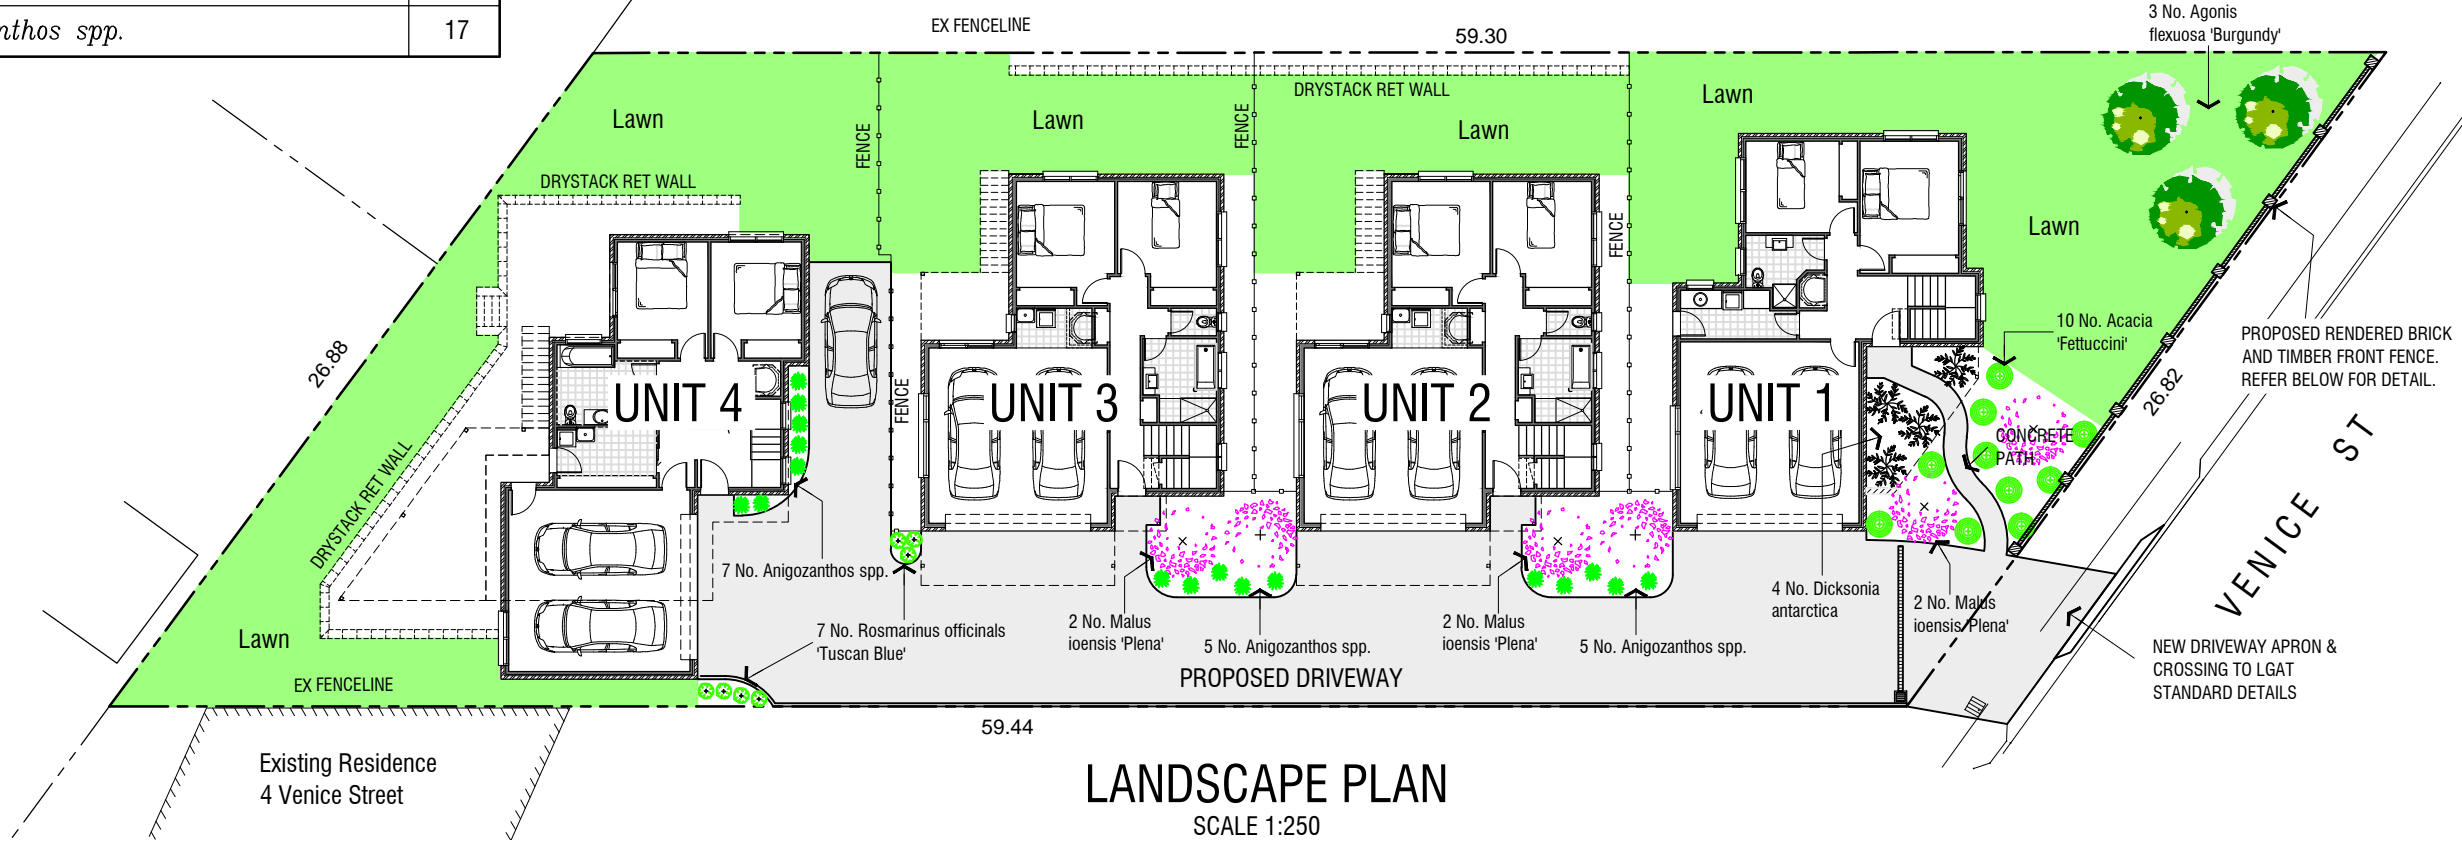 nthos spp.
17
EX FENCELINE
59.30
3 No. Agonis
flexuosa 'Burgundy'
DRYSTACK RET WALL
Lawn
Lawn
Lawn
Lawn
FENCE
FENCE
DRYSTACK RET WALL
FENCE
Lawn
10 No. Acacia
'Fettuccini'
PROPOSED RENDERED BRICK
AND TIMBER FRONT FENCE.
REFER BELOW FOR DETAIL.
26.88
26.82
UNIT 4
FENCE
UNIT 3
UNIT 2
UNIT 1
CONCRETE
PATH
VENICE ST
DRYSTACK RET WALL
7 No. Anigozanthos spp.
7 No. Rosmarinus officinals
'Tuscan Blue'
2 No. Malus
ioensis 'Plena'
5 No. Anigozanthos spp.
2 No. Malus
ioensis 'Plena'
5 No. Anigozanthos spp.
4 No. Dicksonia
antarctica
2 No. Malus
ioensis 'Plena'
Lawn
EX FENCELINE
PROPOSED DRIVEWAY
NEW DRIVEWAY APRON &
CROSSING TO LGAT
STANDARD DETAILS
59.44
Existing Residence
4 Venice Street
LANDSCAPE PLAN
SCALE 1:250